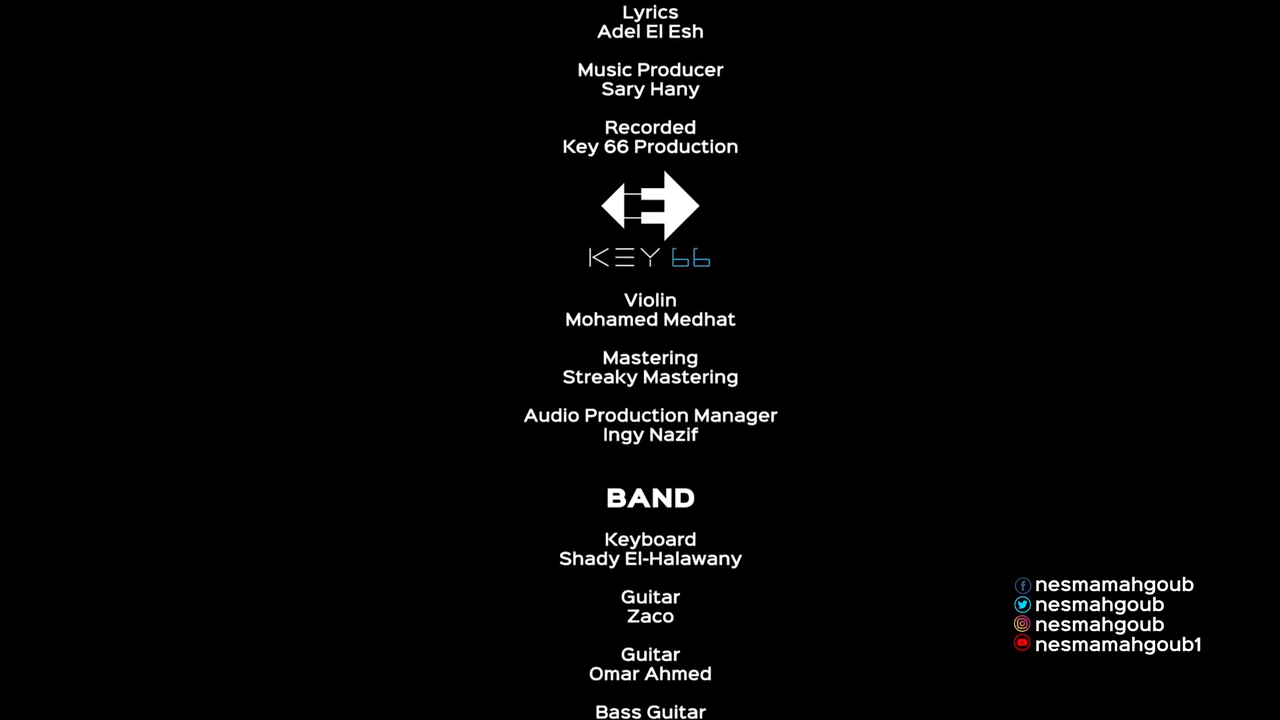 Lyrics
Adel El Esh
Music Producer
Sary Hany
Recorded
Key 66 Production
KEY 66
Violin
Mohamed Medhat
Mastering
Streaky Mastering
Audio Production Manager
Ingy Nazif
BAND
Keyboard
Shady El-Halawany
Guitar
Zaco
Guitar
Omar Ahmed
Bass Guitar
nesmamahgoub
nesmahgoub
nesmahgoub
nesmamahgoub1